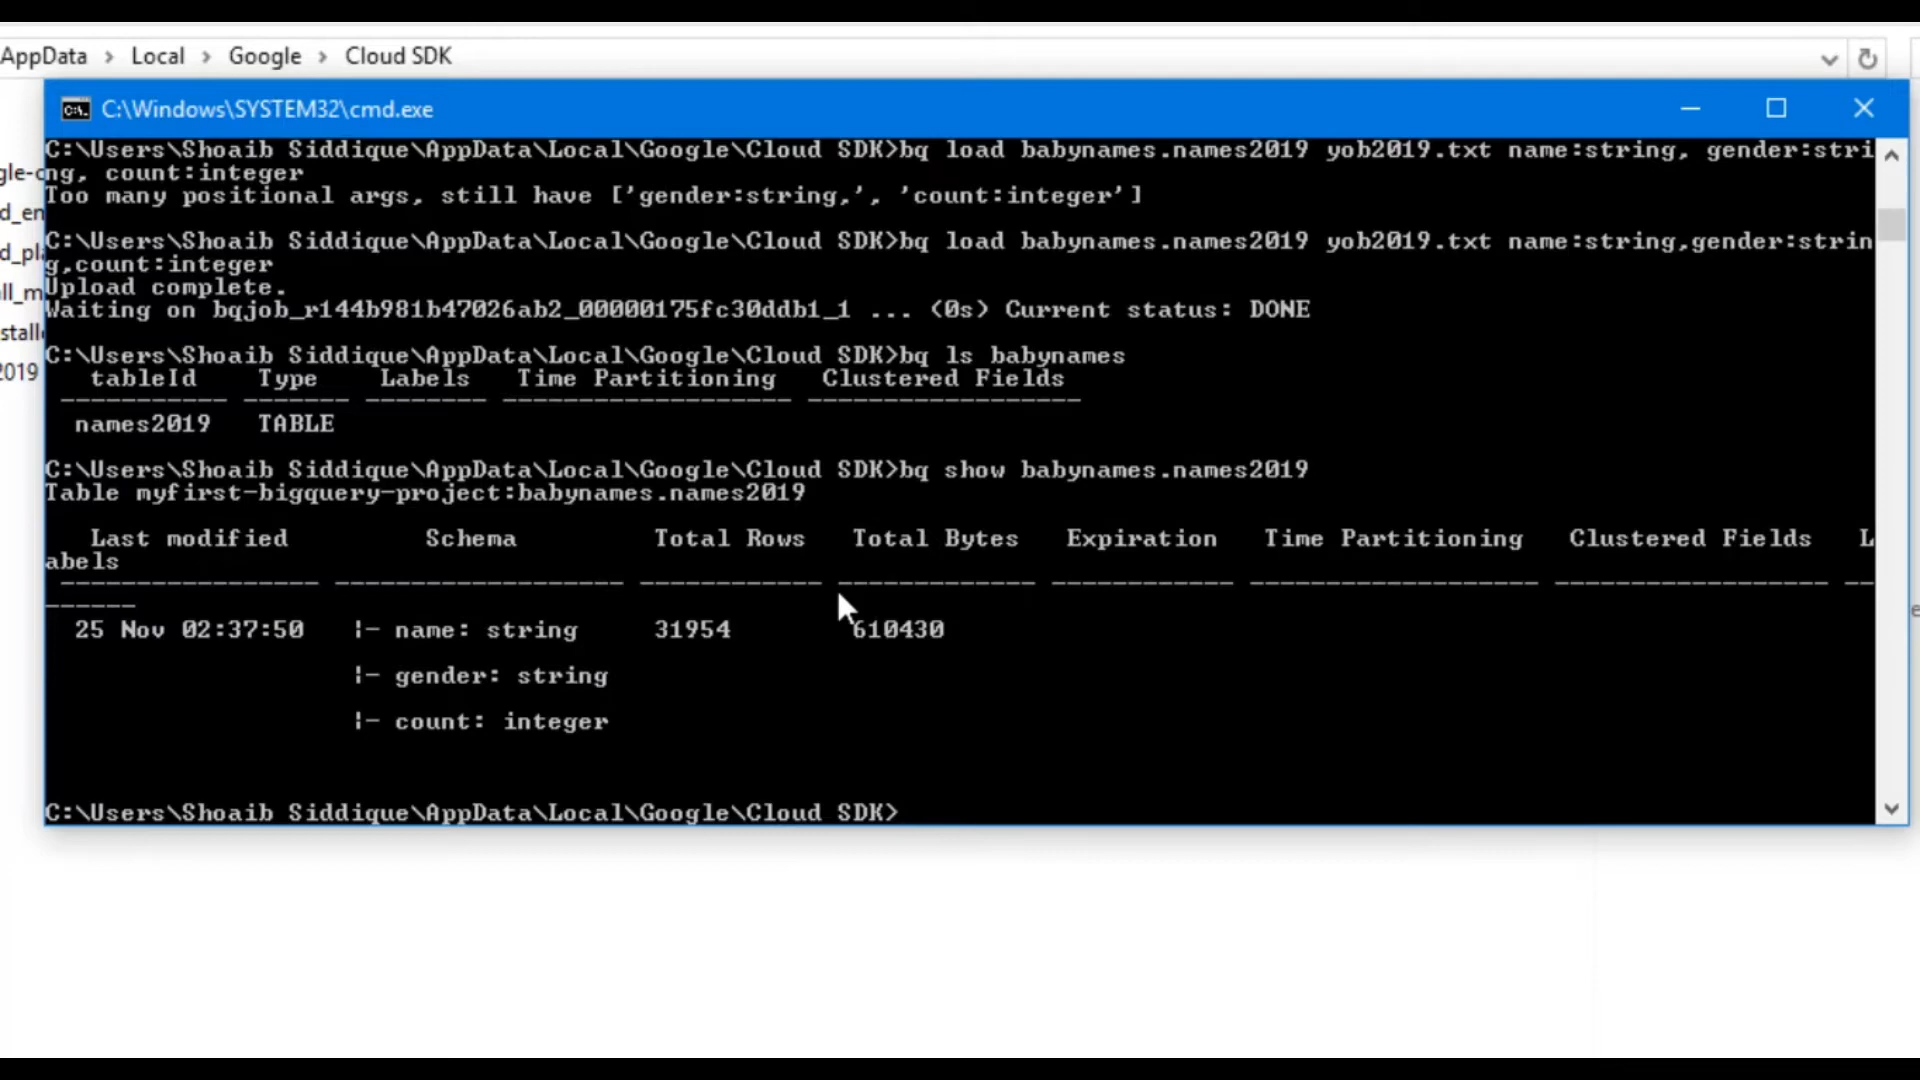 AppData > Local > Google > Cloud SDK
C:\Windows\SYSTEM32\cmd.exe
C:\Users\Shoaib Siddique\AppData\Local\Google\Cloud SDK>bq load babynames.names2019 yob2019.txt name:string, gender:stri
ng, count:integer
Too many positional args, still have ['gender:string,', 'count:integer']
C:\Users\Shoaib Siddique\AppData\Local\Google\Cloud SDK>bq load babynames.names2019 yob2019.txt name:string,gender:strin
g,count:integer
Upload complete.
Waiting on bqjob_r144b981b47026ab2_00000175fc30ddb1_1 ... (0s) Current status: DONE
C:\Users\Shoaib Siddique\AppData\Local\Google\Cloud SDK>bq ls babynames
tableId Type Labels Time Partitioning Clustered Fields
names2019 TABLE
C:\Users\Shoaib Siddique\AppData\Local\Google\Cloud SDK>bq show babynames.names2019
Table myfirst-bigquery-project:babynames.names2019
Last modified Schema Total Rows Total Bytes Expiration Time Partitioning Clustered Fields L
abels
25 Nov 02:37:50 |- name: string 31954 610430
|- gender: string
|- count: integer
C:\Users\Shoaib Siddique\AppData\Local\Google\Cloud SDK>
2019